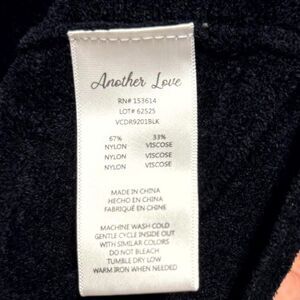 Another Love
RN# 153614
LOT# 62525
VCDR9201BLK
67% 33%
NYLON VISCOSE
NYLON VISCOSE
NYLON VISCOSE
MADE IN CHINA
HECHO EN CHINA
FABRIQUÉ EN CHINE
MACHINE WASH COLD
GENTLE CYCLE INSIDE OUT
WITH SIMILAR COLORS
DO NOT BLEACH
TUMBLE DRY LOW
WARM IRON WHEN NEEDED